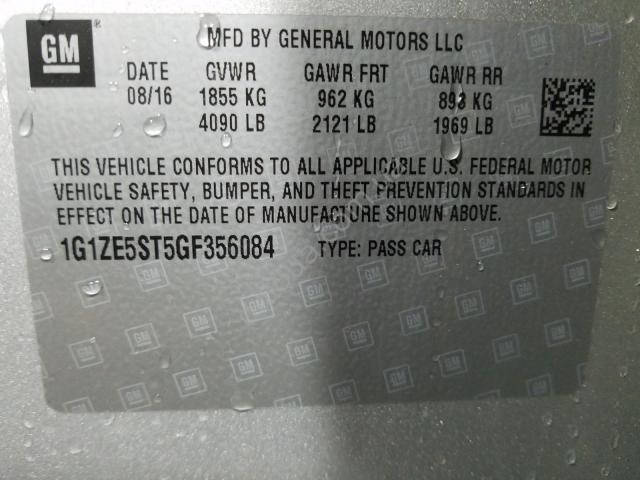 GM ®
MFD BY GENERAL MOTORS LLC
DATE GVWR GAWR FRT GAWR RR
08/16 1855 KG 962 KG 893 KG
4090 LB 2121 LB 1969 LB
THIS VEHICLE CONFORMS TO ALL APPLICABLE U.S. FEDERAL MOTOR
VEHICLE SAFETY, BUMPER, AND THEFT PREVENTION STANDARDS IN
EFFECT ON THE DATE OF MANUFACTURE SHOWN ABOVE.
1G1ZE5ST5GF356084 TYPE: PASS CAR